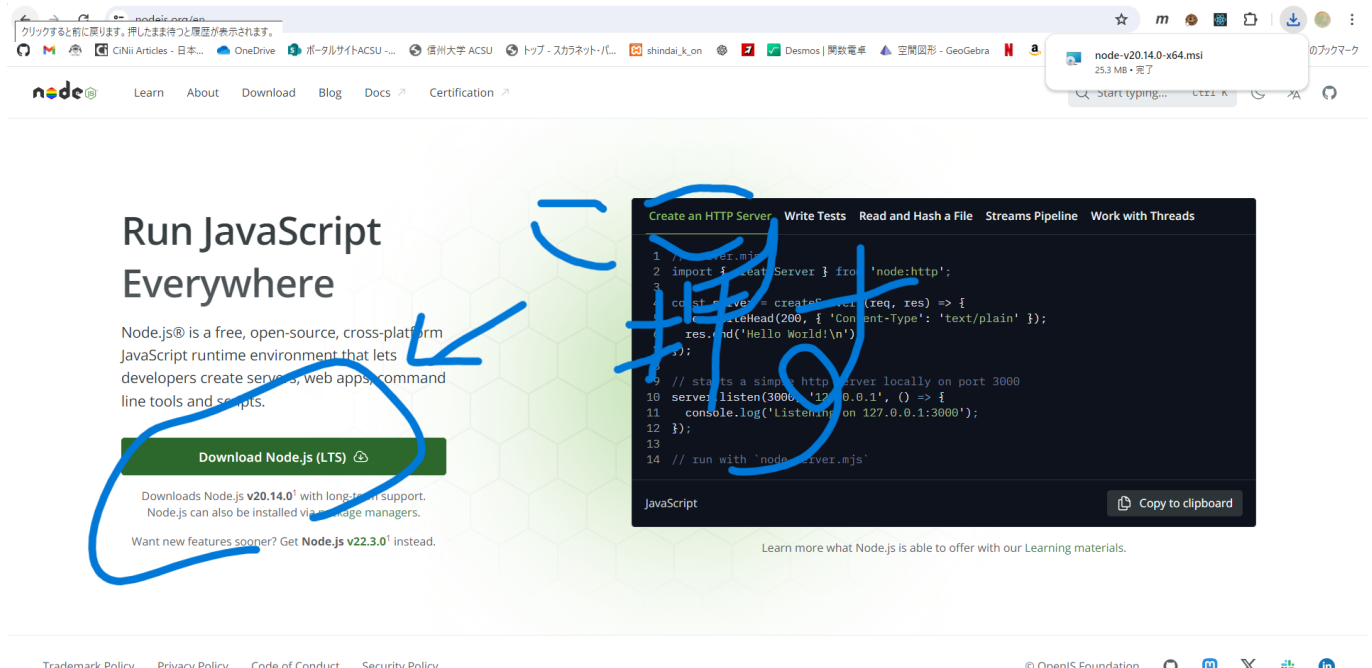 nodejs.org/en
クリックすると前に戻ります。押したまま待つと履歴が表示されます。
CiNii Articles - 日本... OneDrive ポータルサイトACSU -... 信州大学 ACSU トップ - スカラネット・パ... shindai_k_on Desmos | 関数電卓 空間図形 - GeoGebra のブックマーク
node-v20.14.0-x64.msi
25.3 MB • 完了
node JS Learn About Download Blog Docs Certification Start typing... Ctrl K
ここを押す
Run JavaScript
Everywhere
Node.js® is a free, open-source, cross-platform
JavaScript runtime environment that lets
developers create servers, web apps, command
line tools and scripts.
Download Node.js (LTS)
Downloads Node.js v20.14.0¹ with long-term support.
Node.js can also be installed via package managers.
Want new features sooner? Get Node.js v22.3.0¹ instead.
Create an HTTP Server Write Tests Read and Hash a File Streams Pipeline Work with Threads
1 // server.mjs
2 import { createServer } from 'node:http';
3
4 const server = createServer((req, res) => {
5 res.writeHead(200, { 'Content-Type': 'text/plain' });
6 res.end('Hello World!\n');
7 });
8
9 // starts a simple http server locally on port 3000
10 server.listen(3000, '127.0.0.1', () => {
11 console.log('Listening on 127.0.0.1:3000');
12 });
13
14 // run with `node server.mjs`
JavaScript Copy to clipboard
Learn more what Node.js is able to offer with our Learning materials.
Trademark Policy Privacy Policy Code of Conduct Security Policy © OpenJS Foundation